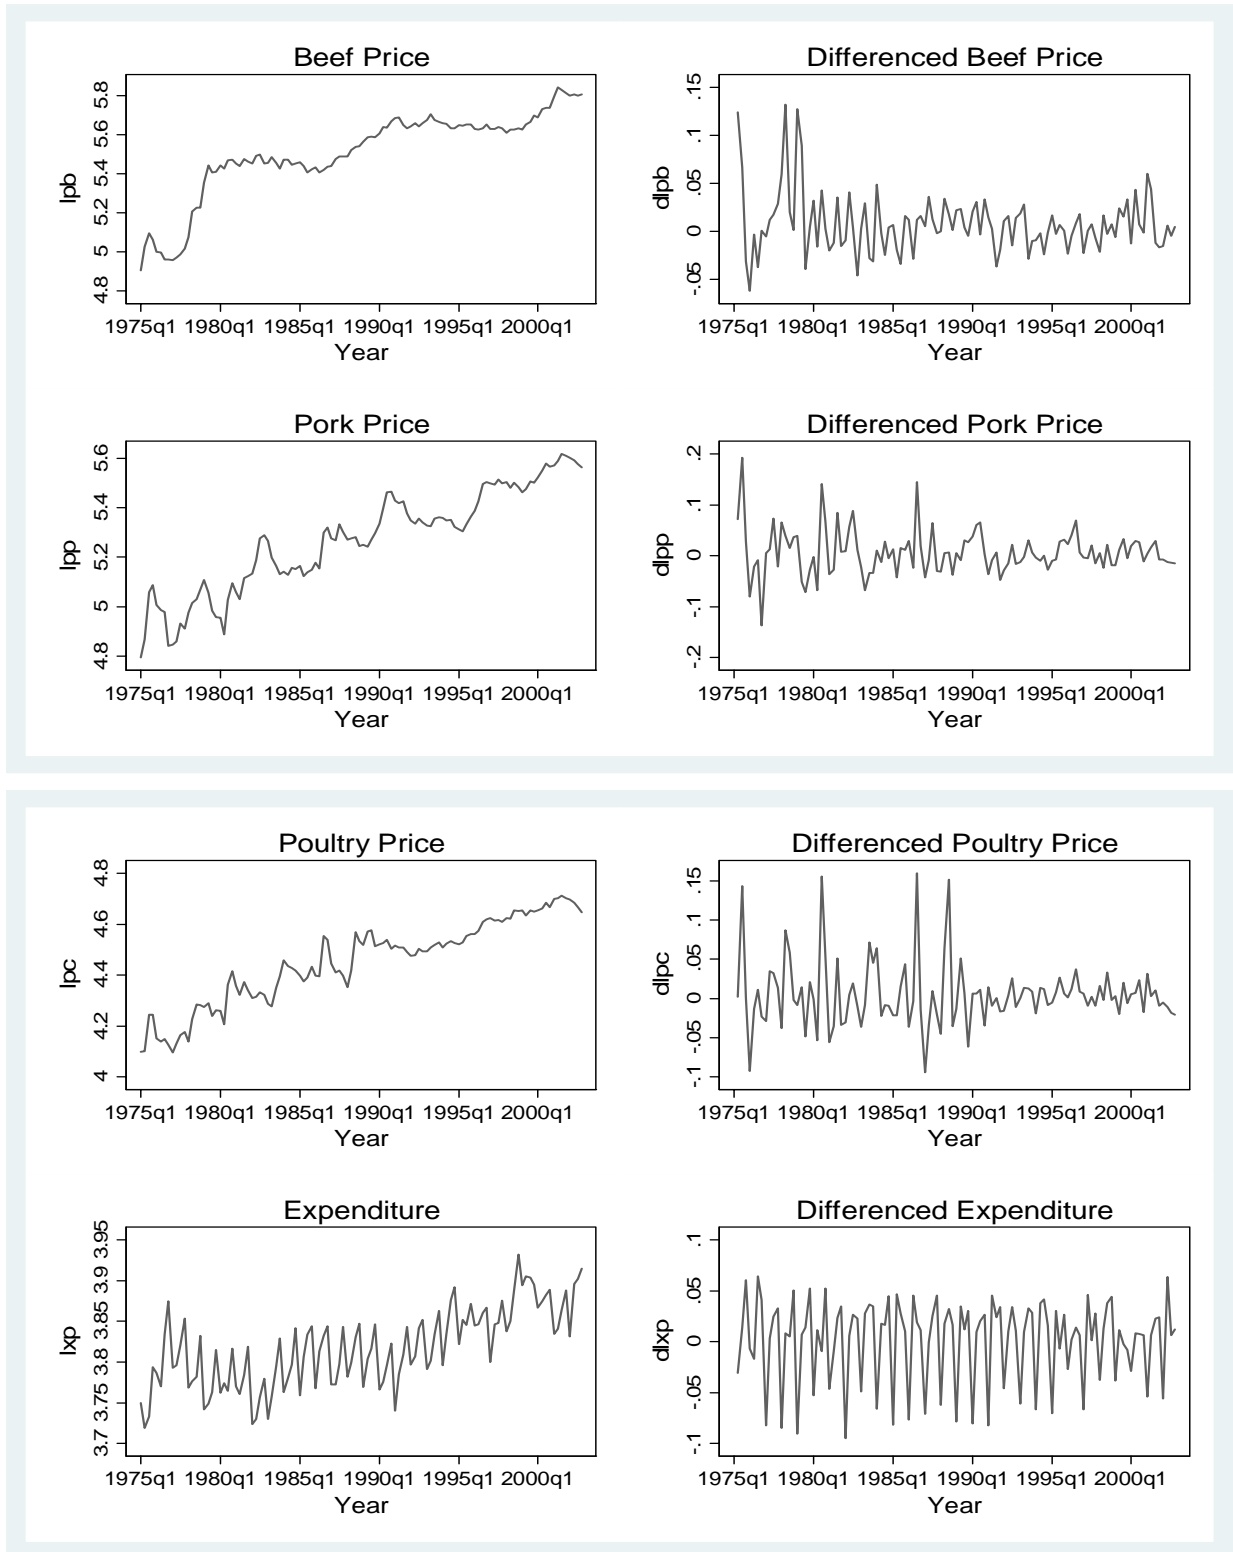 Beef Price
lpb
5.8
5.6
5.4
5.2
5
4.8
1975q1 1980q1 1985q1 1990q1 1995q1 2000q1
Year
Differenced Beef Price
dlpb
.15
.1
.05
0
-.05
1975q1 1980q1 1985q1 1990q1 1995q1 2000q1
Year
Pork Price
lpp
5.6
5.4
5.2
5
4.8
1975q1 1980q1 1985q1 1990q1 1995q1 2000q1
Year
Differenced Pork Price
dlpp
.2
.1
0
-.1
-.2
1975q1 1980q1 1985q1 1990q1 1995q1 2000q1
Year
Poultry Price
lpc
4.8
4.6
4.4
4.2
4
1975q1 1980q1 1985q1 1990q1 1995q1 2000q1
Year
Differenced Poultry Price
dlpc
.15
.1
.05
0
-.05
-.1
1975q1 1980q1 1985q1 1990q1 1995q1 2000q1
Year
Expenditure
lxp
3.95
3.9
3.85
3.8
3.75
3.7
1975q1 1980q1 1985q1 1990q1 1995q1 2000q1
Year
Differenced Expenditure
dlxp
.1
.05
0
-.05
-.1
1975q1 1980q1 1985q1 1990q1 1995q1 2000q1
Year